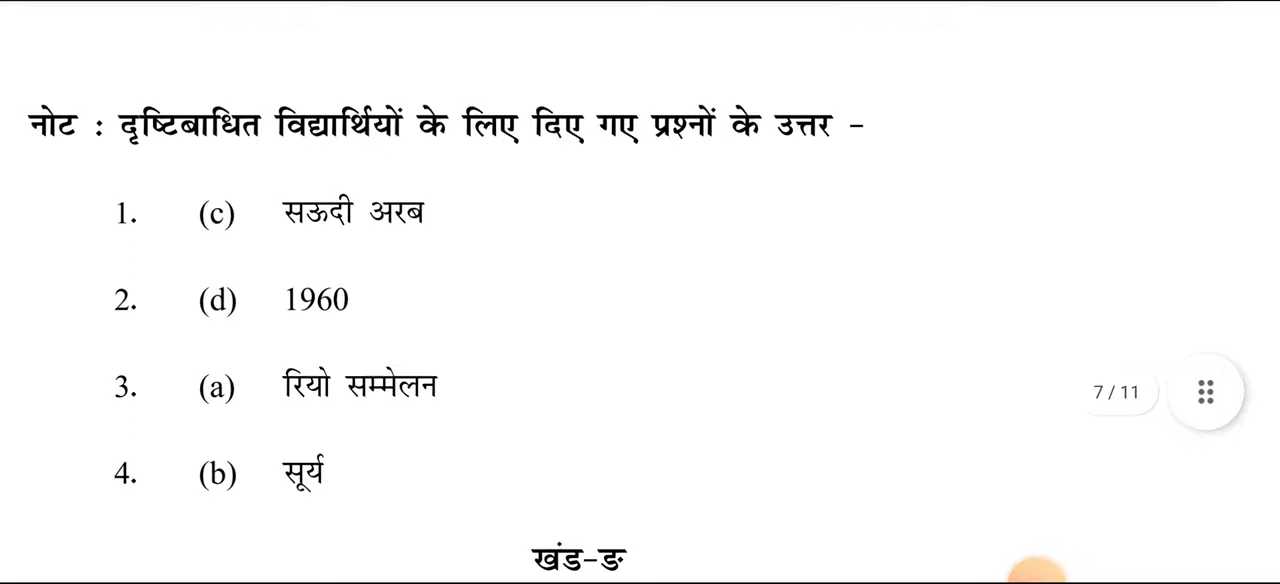 नोट : दृष्टिबाधित विद्यार्थियों के लिए दिए गए प्रश्नों के उत्तर –
1. (c) सऊदी अरब
2. (d) 1960
3. (a) रियो सम्मेलन
7 / 11
4. (b) सूर्य
खंड-ङ